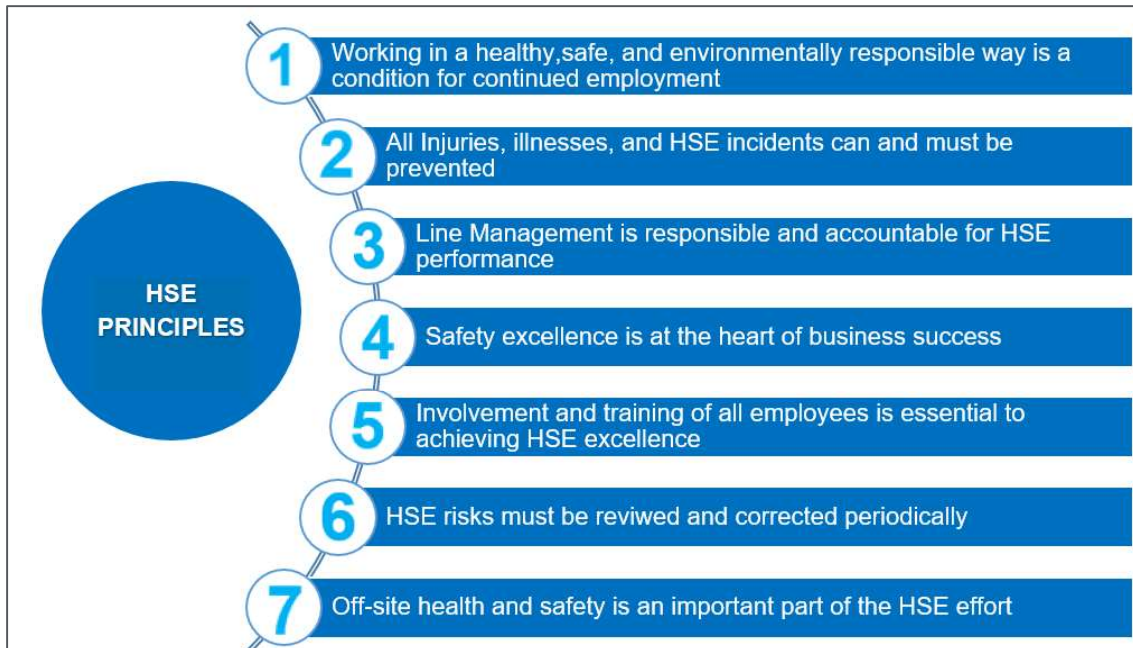 HSE
PRINCIPLES
1
Working in a healthy,safe, and environmentally responsible way is a
condition for continued employment
2
All Injuries, illnesses, and HSE incidents can and must be
prevented
3
Line Management is responsible and accountable for HSE
performance
4
Safety excellence is at the heart of business success
5
Involvement and training of all employees is essential to
achieving HSE excellence
6
HSE risks must be reviwed and corrected periodically
7
Off-site health and safety is an important part of the HSE effort